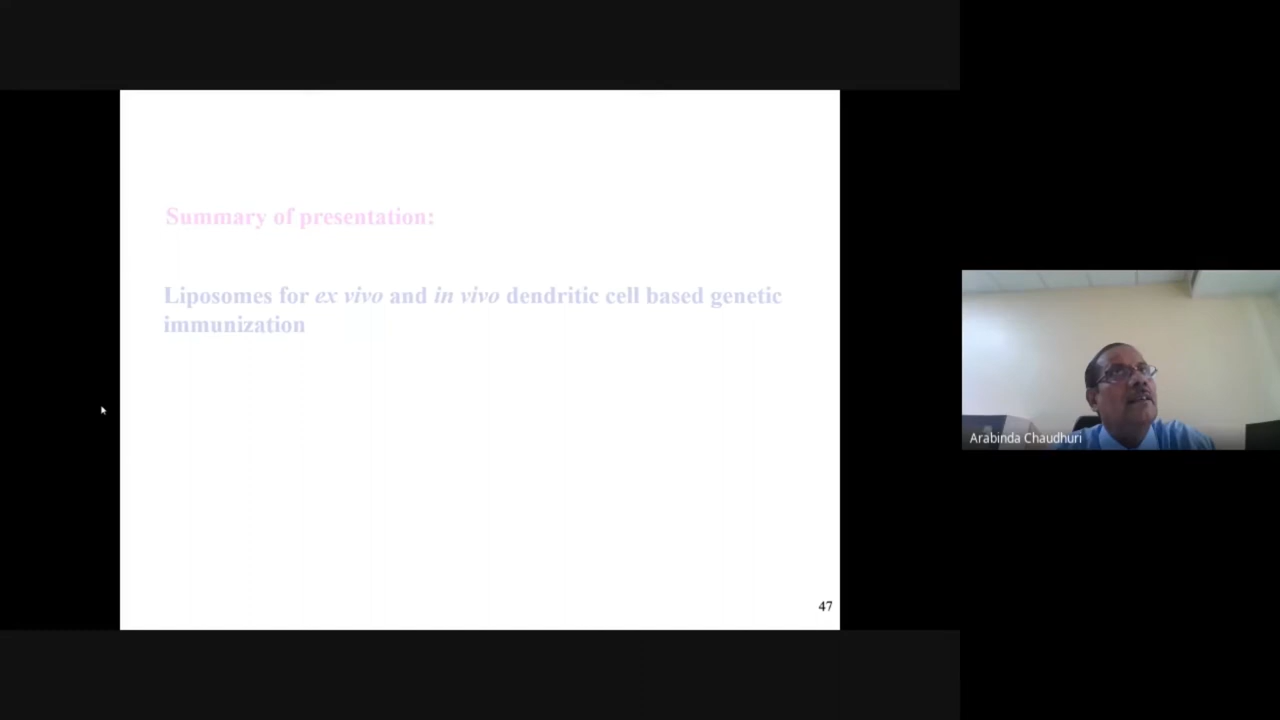 Summary of presentation:
Liposomes for ex vivo and in vivo dendritic cell based genetic
immunization
47
Arabinda Chaudhuri